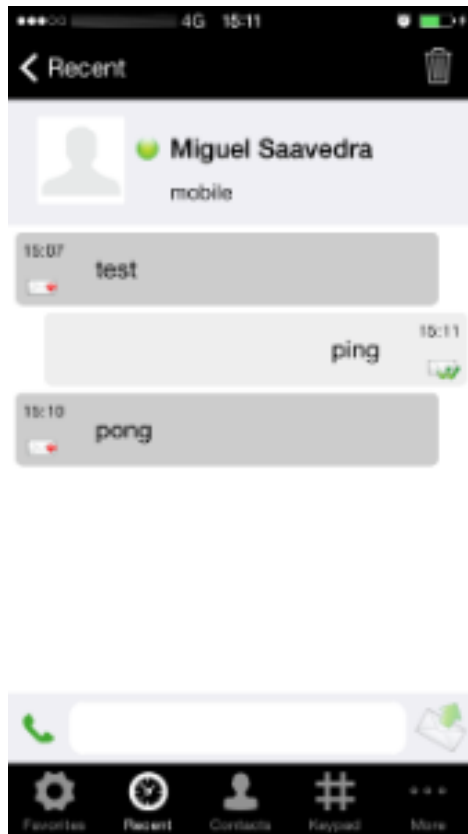 4G 15:11
Recent
Miguel Saavedra
mobile
15:07
test
15:11
ping
15:10
pong
Favorites Recent Contacts Keypad More